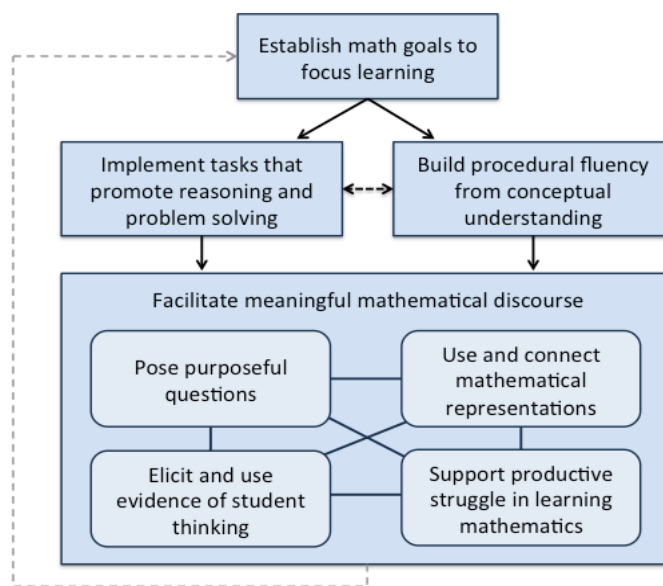 Establish math goals to
focus learning
Implement tasks that
promote reasoning and
problem solving
Build procedural fluency
from conceptual
understanding
Facilitate meaningful mathematical discourse
Pose purposeful
questions
Use and connect
mathematical
representations
Elicit and use
evidence of student
thinking
Support productive
struggle in learning
mathematics